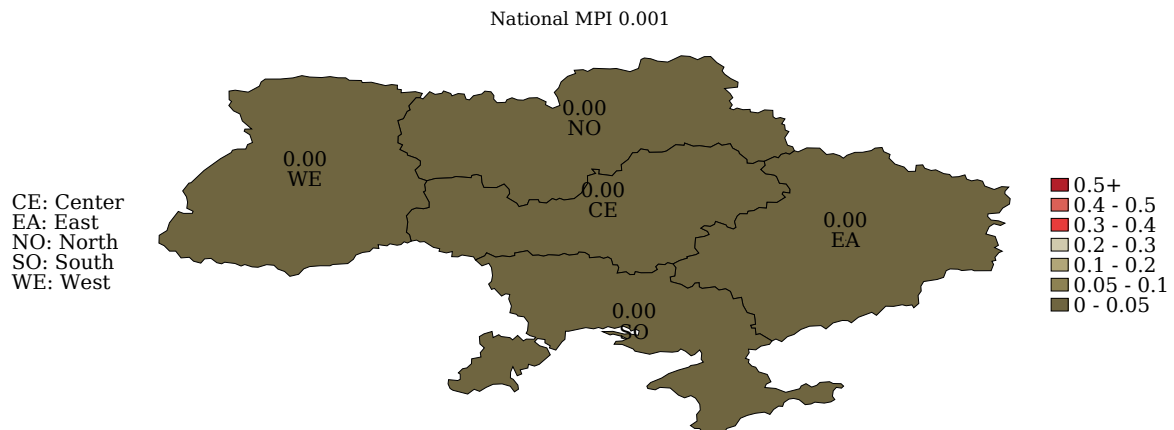 National MPI 0.001
0.00
NO
0.00
WE
0.00
CE
0.00
EA
0.00
SO
CE: Center
EA: East
NO: North
SO: South
WE: West
0.5+
0.4 - 0.5
0.3 - 0.4
0.2 - 0.3
0.1 - 0.2
0.05 - 0.1
0 - 0.05